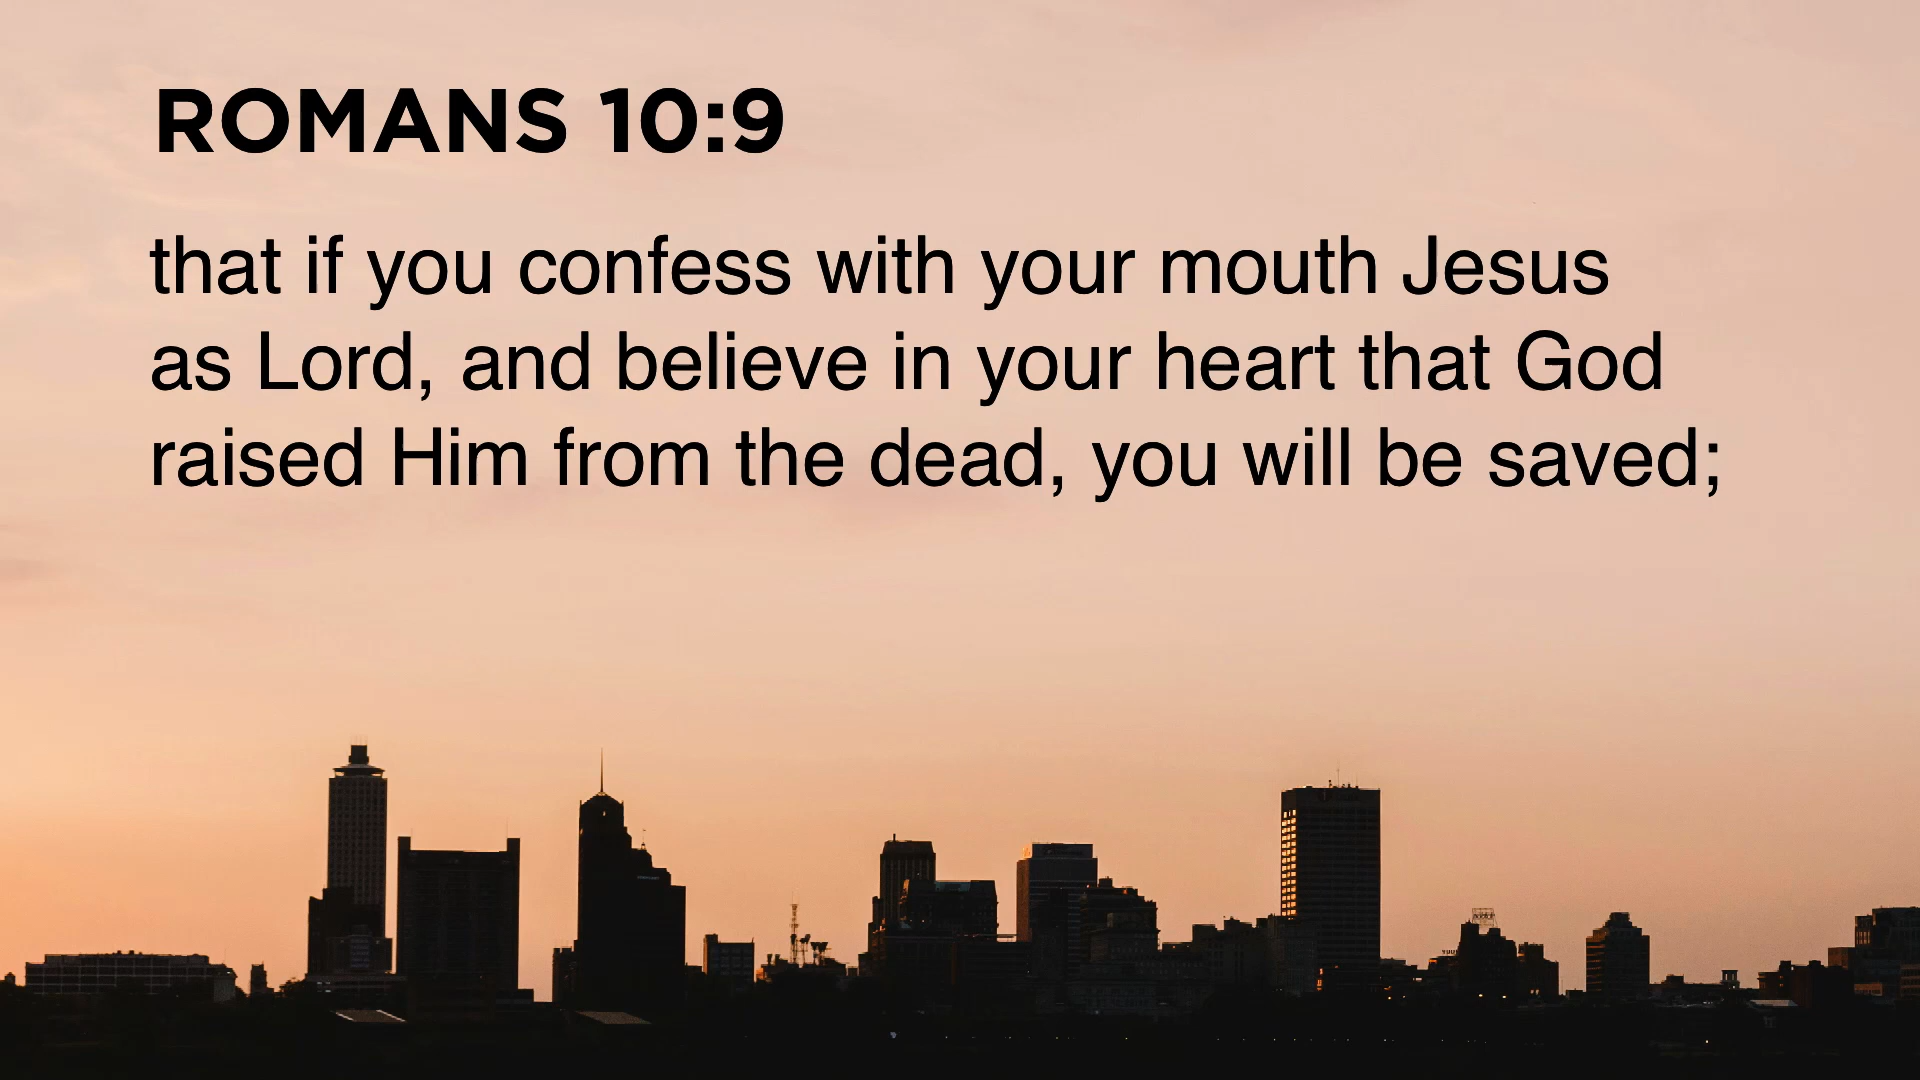 ROMANS 10:9
that if you confess with your mouth Jesus
as Lord, and believe in your heart that God
raised Him from the dead, you will be saved;